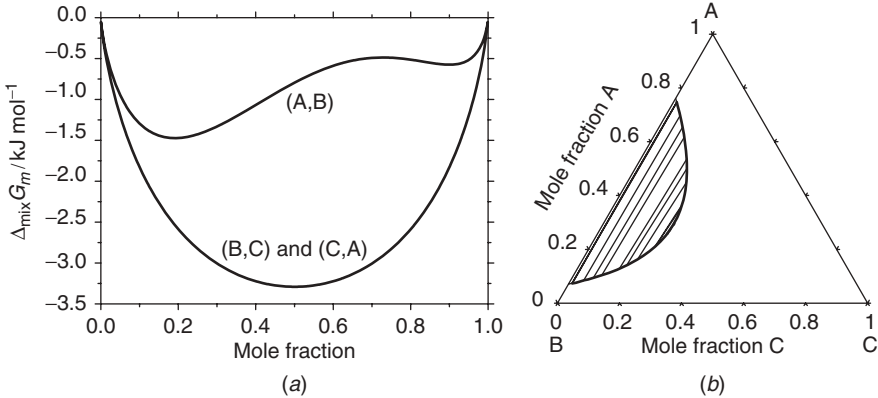 0.0
−0.5
−1.0
−1.5
−2.0
−2.5
−3.0
−3.5
Δmix Gm / kJ mol−1
(A,B)
(B,C) and (C,A)
0.0 0.2 0.4 0.6 0.8 1.0
Mole fraction
(a)
A
1
0.8
0.6
0.4
0.2
0
Mole fraction A
0 0.2 0.4 0.6 0.8 1
B Mole fraction C C
(b)